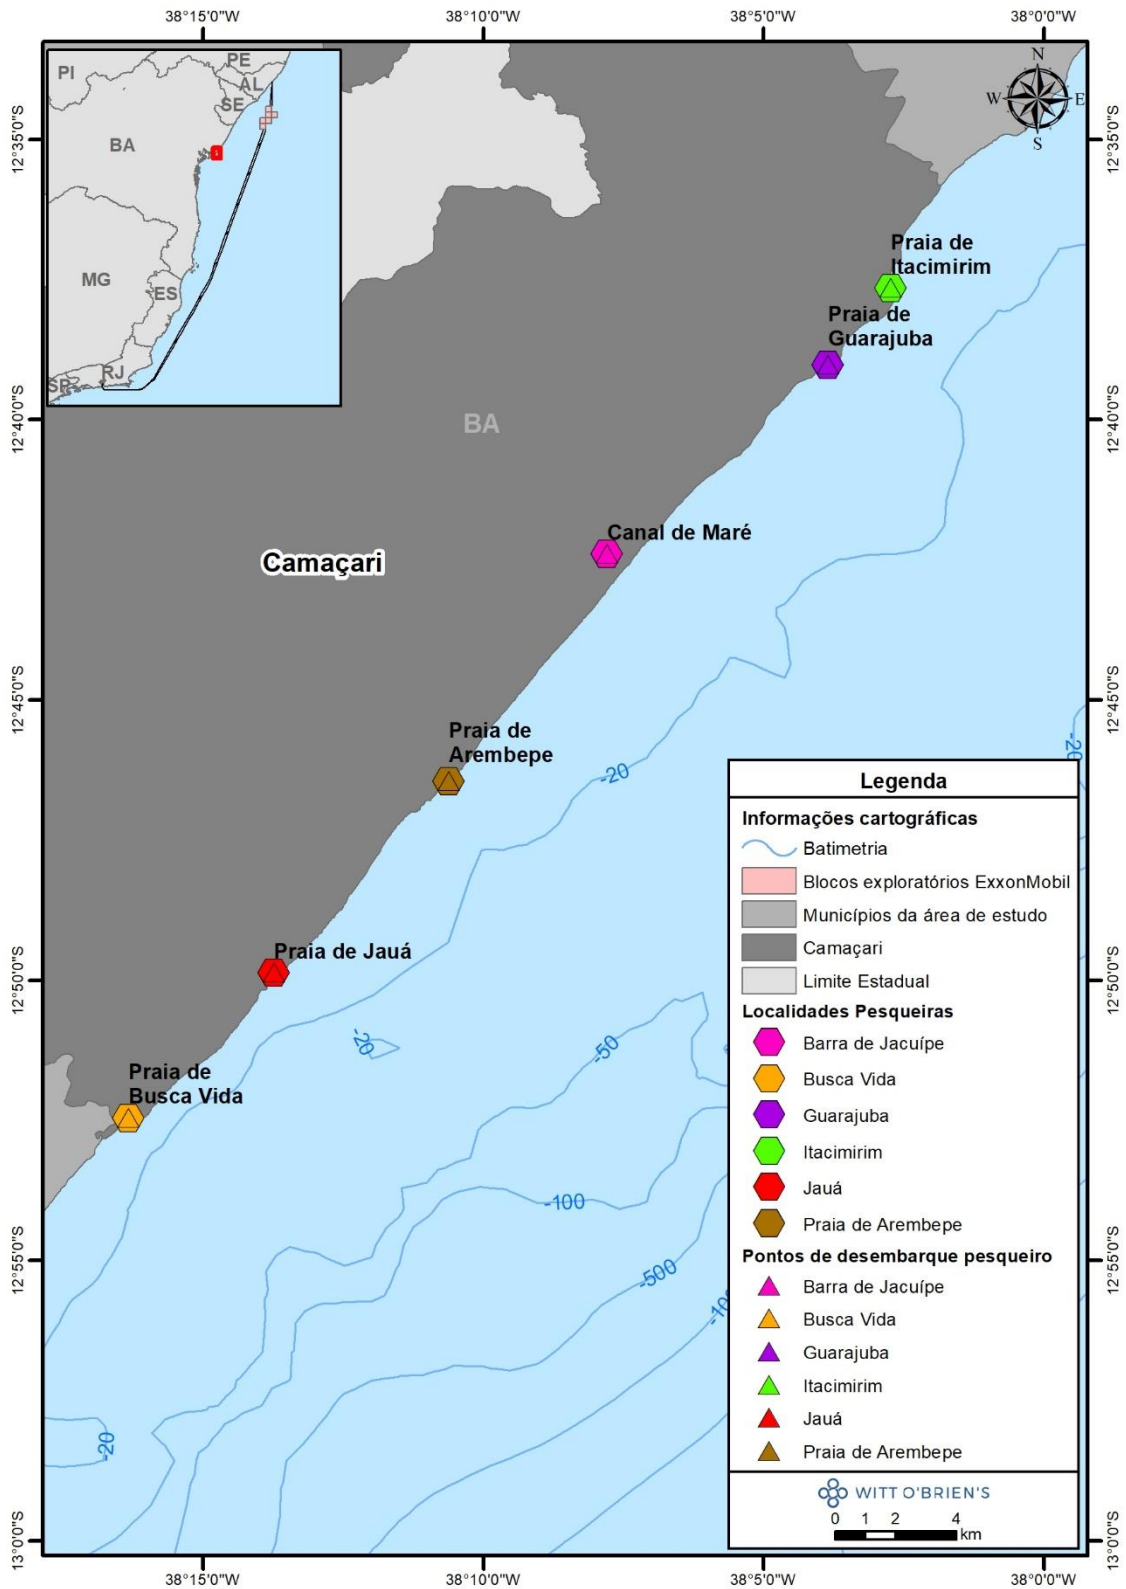 38°15'0"W
38°10'0"W
38°5'0"W
38°0'0"W
PI
PE
AL
SE
BA
MG
ES
RJ
SP
N
W
E
S
12°35'0"S
12°35'0"S
Praia de
Itacimirim
Praia de
Guarajuba
12°40'0"S
BA
12°40'0"S
Canal de Maré
Camaçari
12°45'0"S
12°45'0"S
Praia de
Arembepe
-20
-20
Praia de Jauá
12°50'0"S
12°50'0"S
-20
-50
Praia de
Busca Vida
-100
12°55'0"S
12°55'0"S
-500
-20
13°0'0"S
13°0'0"S
Legenda
Informações cartográficas
Batimetria
Blocos exploratórios ExxonMobil
Municípios da área de estudo
Camaçari
Limite Estadual
Localidades Pesqueiras
Barra de Jacuípe
Busca Vida
Guarajuba
Itacimirim
Jauá
Praia de Arembepe
Pontos de desembarque pesqueiro
Barra de Jacuípe
Busca Vida
Guarajuba
Itacimirim
Jauá
Praia de Arembepe
WITT O'BRIEN'S
0 1 2 4
km
38°15'0"W
38°10'0"W
38°5'0"W
38°0'0"W